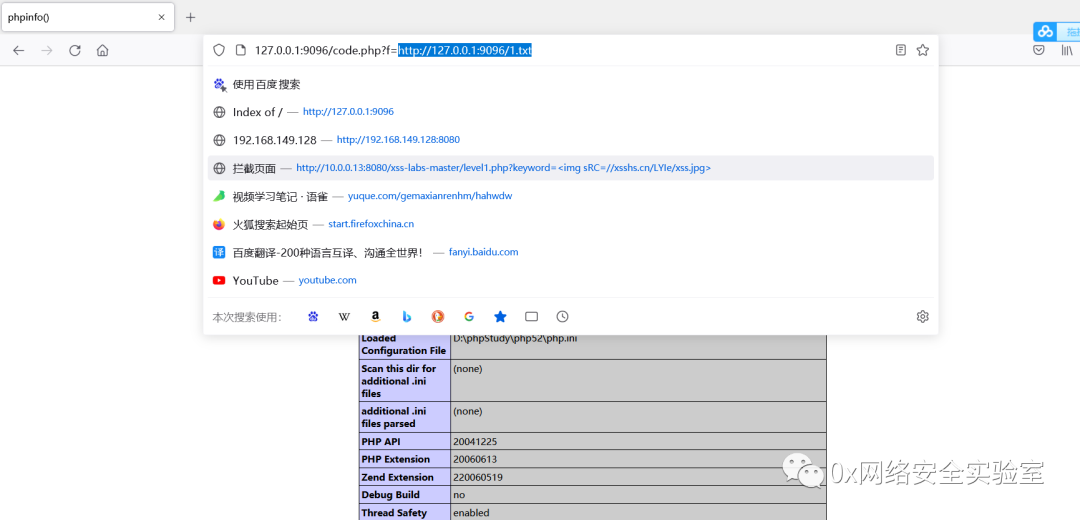 phpinfo()
127.0.0.1:9096/code.php?f=http://127.0.0.1:9096/1.txt
使用百度搜索
Index of / — http://127.0.0.1:9096
192.168.149.128 — http://192.168.149.128:8080
拦截页面 — http://10.0.0.13:8080/xss-labs-master/level1.php?keyword=<img sRC=//xsshs.cn/LYIe/xss.jpg>
视频学习笔记 · 语雀 — yuque.com/gemaxianrenhm/hahwdw
火狐搜索起始页 — start.firefoxchina.cn
译 百度翻译-200种语言互译、沟通全世界! — fanyi.baidu.com
YouTube — youtube.com
本次搜索使用:
Loaded Configuration File D:\phpStudy\php52\php.ini
Scan this dir for additional .ini files (none)
additional .ini files parsed (none)
PHP API 20041225
PHP Extension 20060613
Zend Extension 220060519
Debug Build no
Thread Safety enabled
0x网络安全实验室